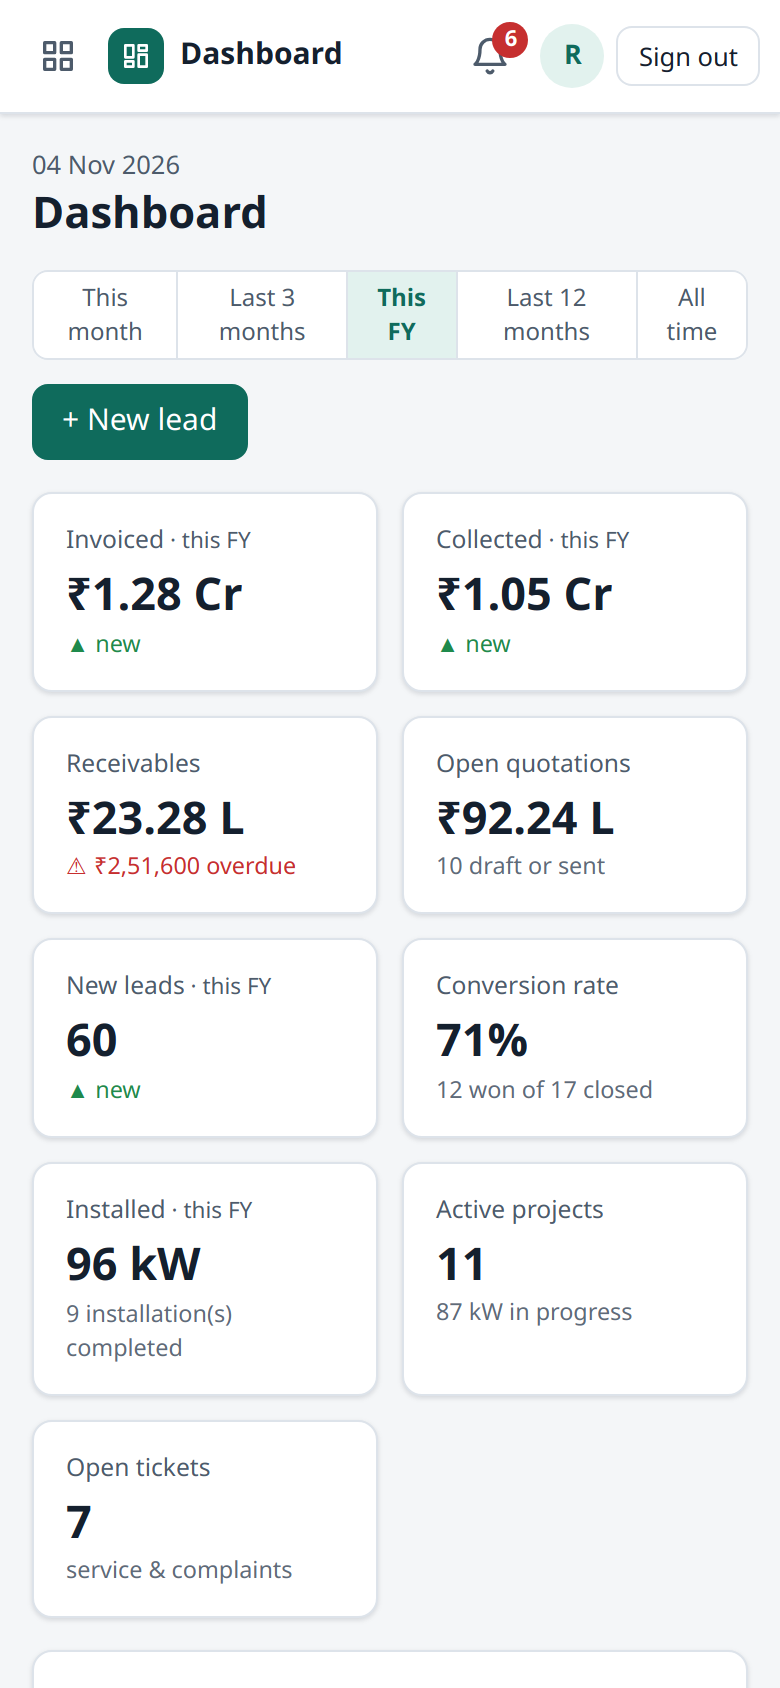 Dashboard
6
R
Sign out
04 Nov 2026
Dashboard
This month
Last 3 months
This FY
Last 12 months
All time
+ New lead
Invoiced · this FY
₹1.28 Cr
▲ new
Collected · this FY
₹1.05 Cr
▲ new
Receivables
₹23.28 L
⚠ ₹2,51,600 overdue
Open quotations
₹92.24 L
10 draft or sent
New leads · this FY
60
▲ new
Conversion rate
71%
12 won of 17 closed
Installed · this FY
96 kW
9 installation(s)
completed
Active projects
11
87 kW in progress
Open tickets
7
service & complaints